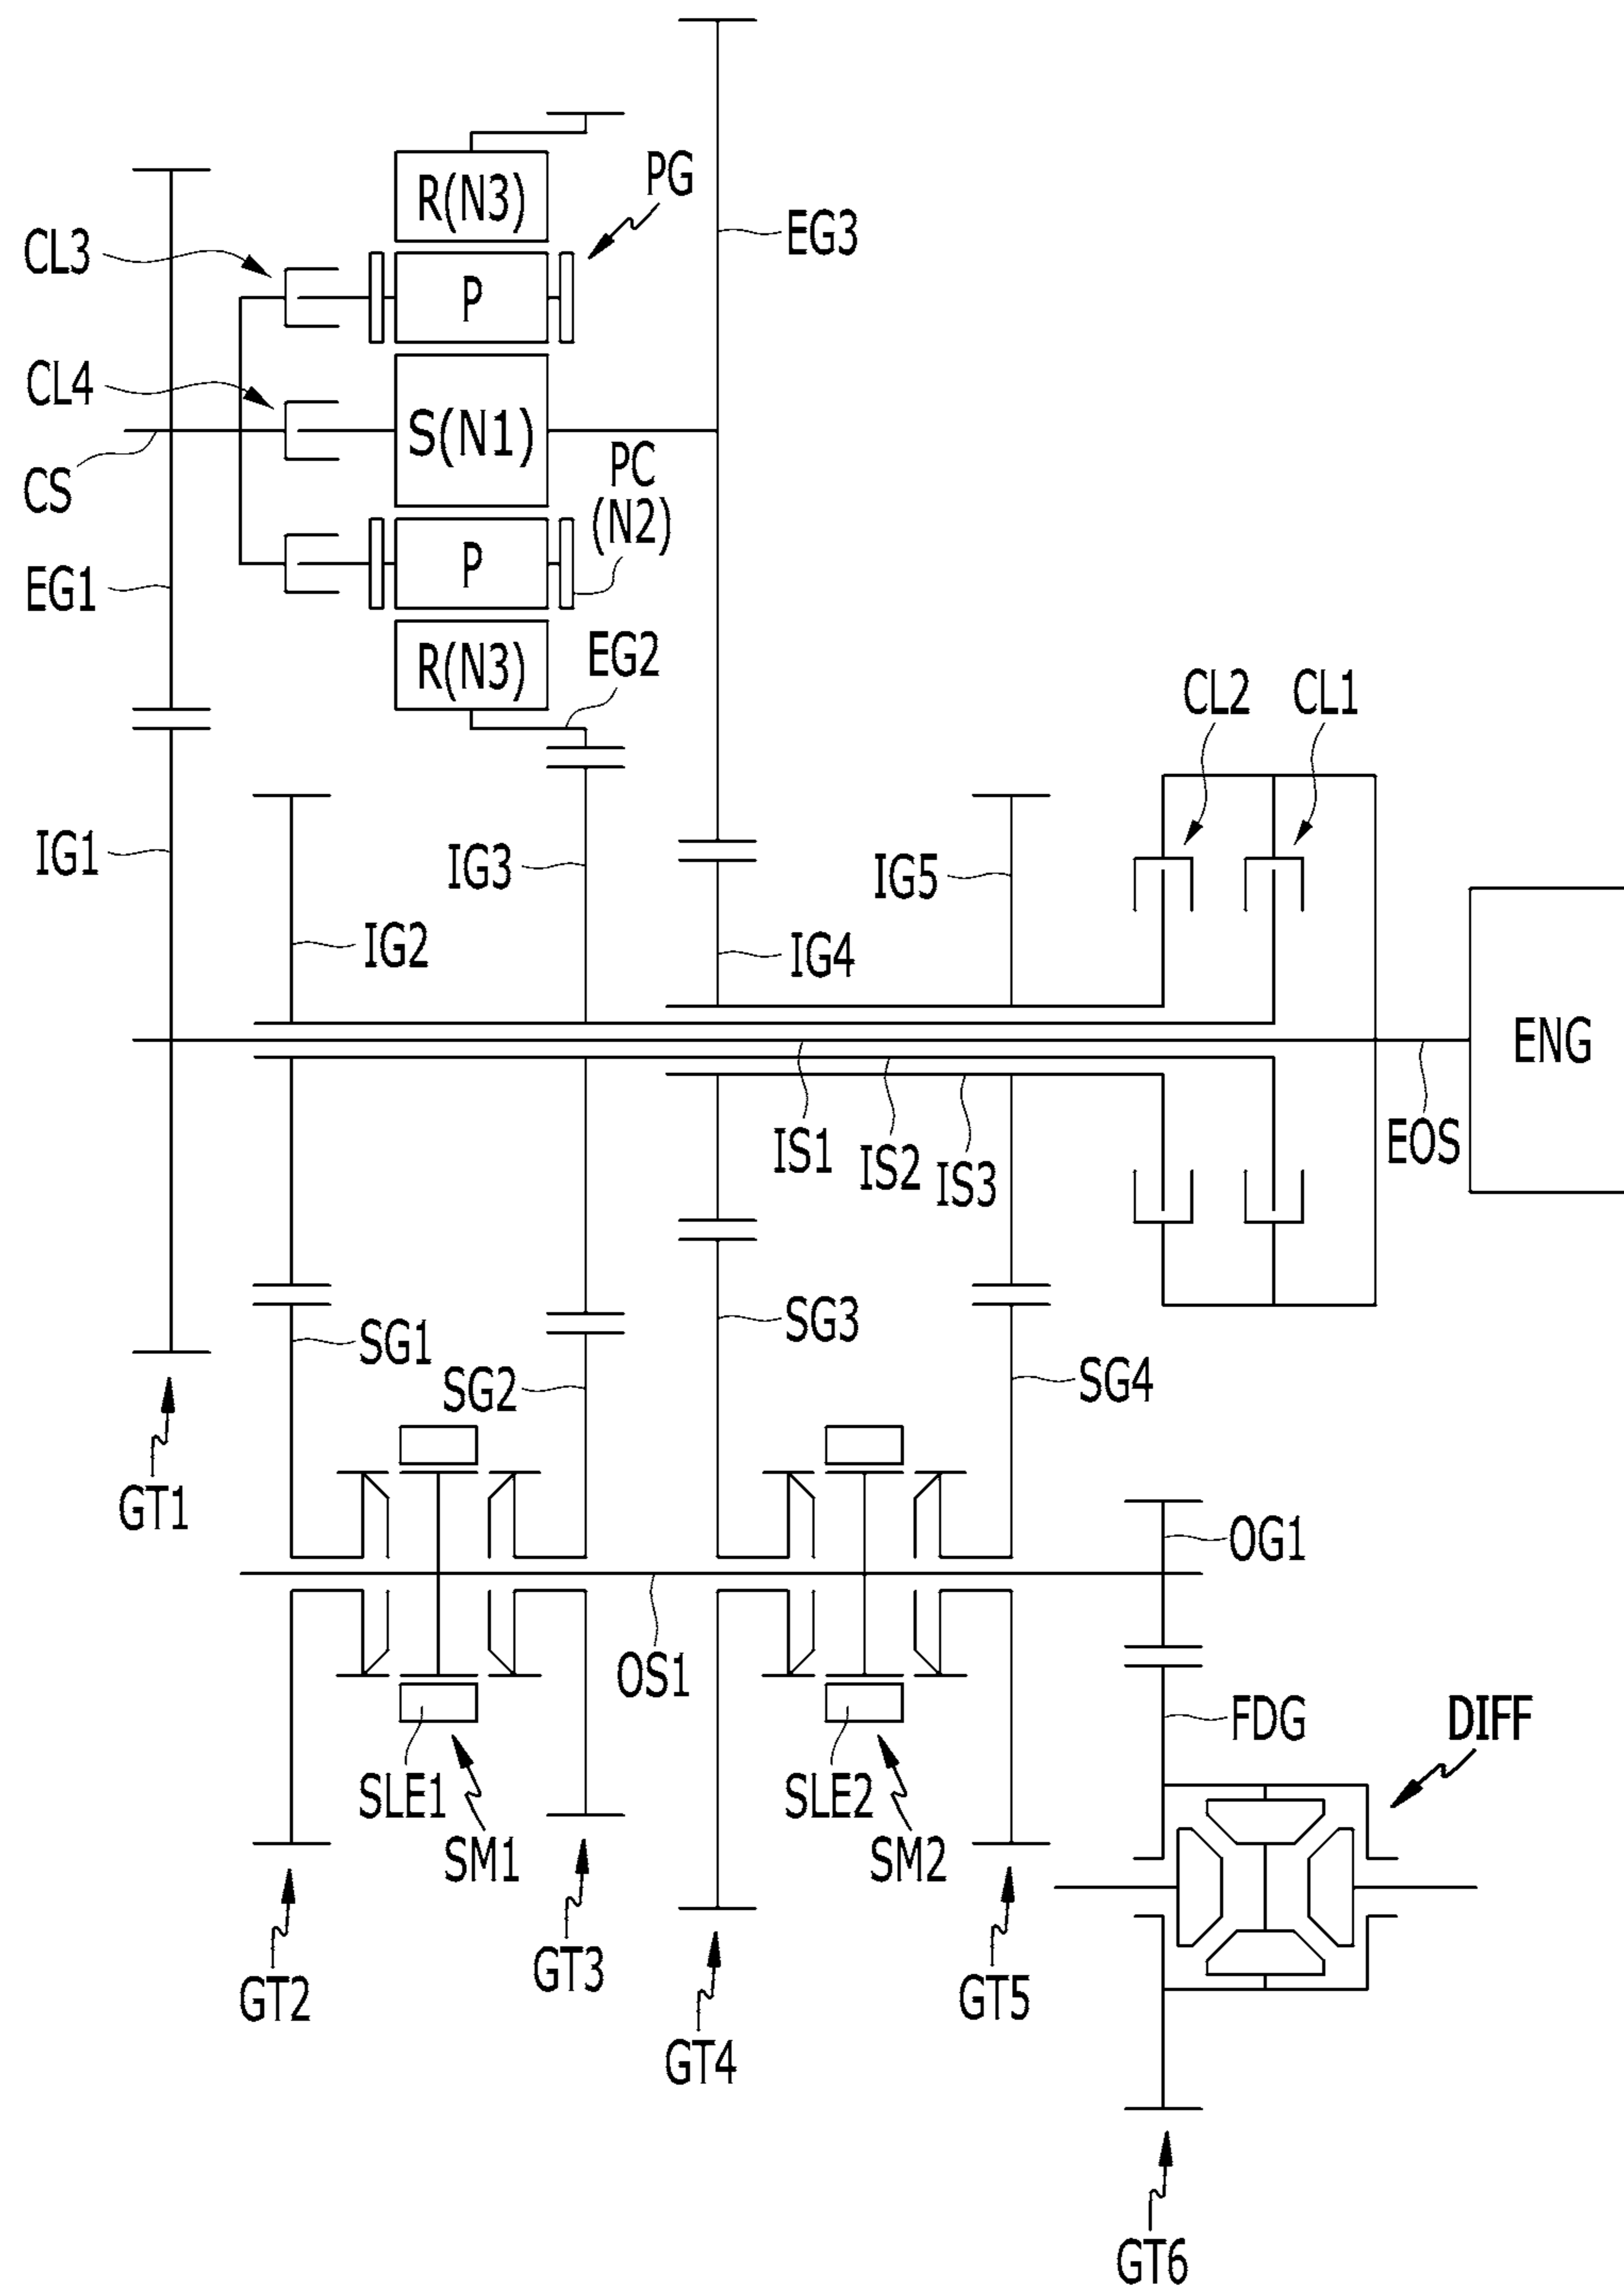 PG
R(N3)
EG3
CL3
P
CL4
S(N1)
PC
(N2)
CS
EG1
P
EG2
R(N3)
CL2
CL1
IG1
IG3
IG5
IG2
IG4
ENG
IS1
IS2
IS3
EOS
SG1
SG3
SG2
SG4
GT1
OG1
OS1
FDG
DIFF
SLE1
SLE2
SM1
SM2
GT2
GT3
GT5
GT4
GT6